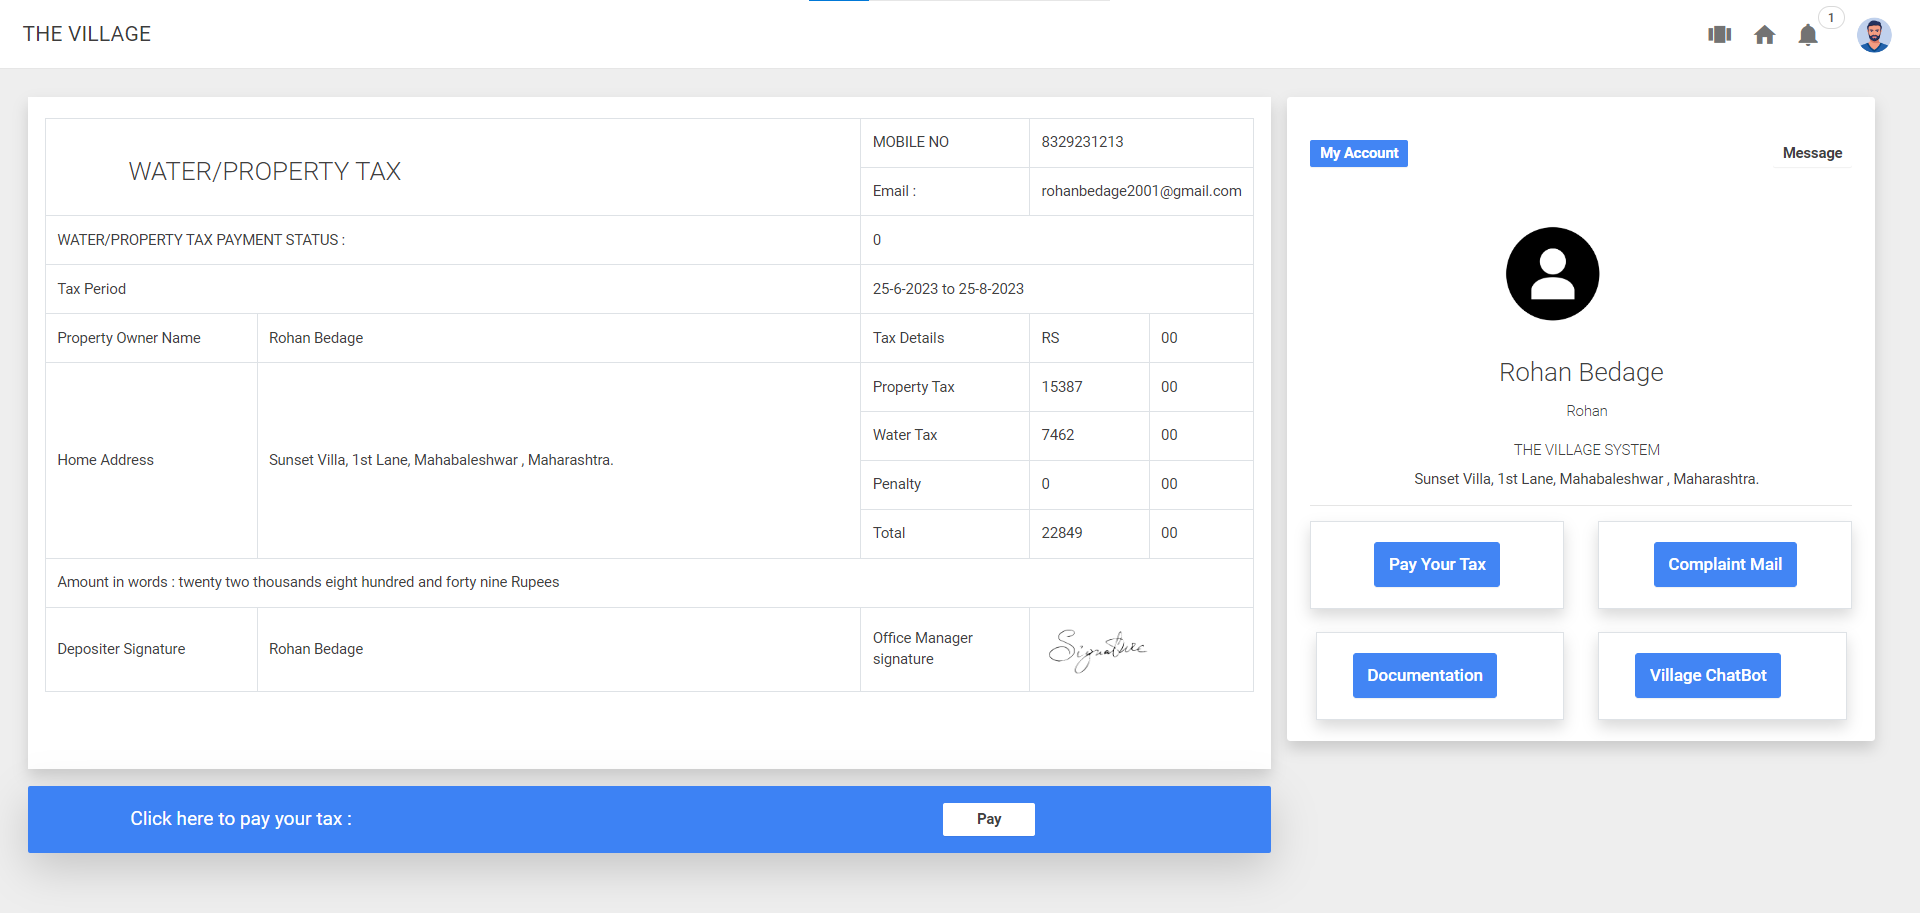 THE VILLAGE
1
WATER/PROPERTY TAX
MOBILE NO 8329231213
Email : rohanbedage2001@gmail.com
WATER/PROPERTY TAX PAYMENT STATUS : 0
Tax Period 25-6-2023 to 25-8-2023
Property Owner Name Rohan Bedage Tax Details RS 00
Property Tax 15387 00
Water Tax 7462 00
Home Address Sunset Villa, 1st Lane, Mahabaleshwar , Maharashtra.
Penalty 0 00
Total 22849 00
Amount in words : twenty two thousands eight hundred and forty nine Rupees
Depositer Signature Rohan Bedage Office Manager
signature
Signature
Click here to pay your tax : Pay
My Account Message
Rohan Bedage
Rohan
THE VILLAGE SYSTEM
Sunset Villa, 1st Lane, Mahabaleshwar , Maharashtra.
Pay Your Tax Complaint Mail
Documentation Village ChatBot